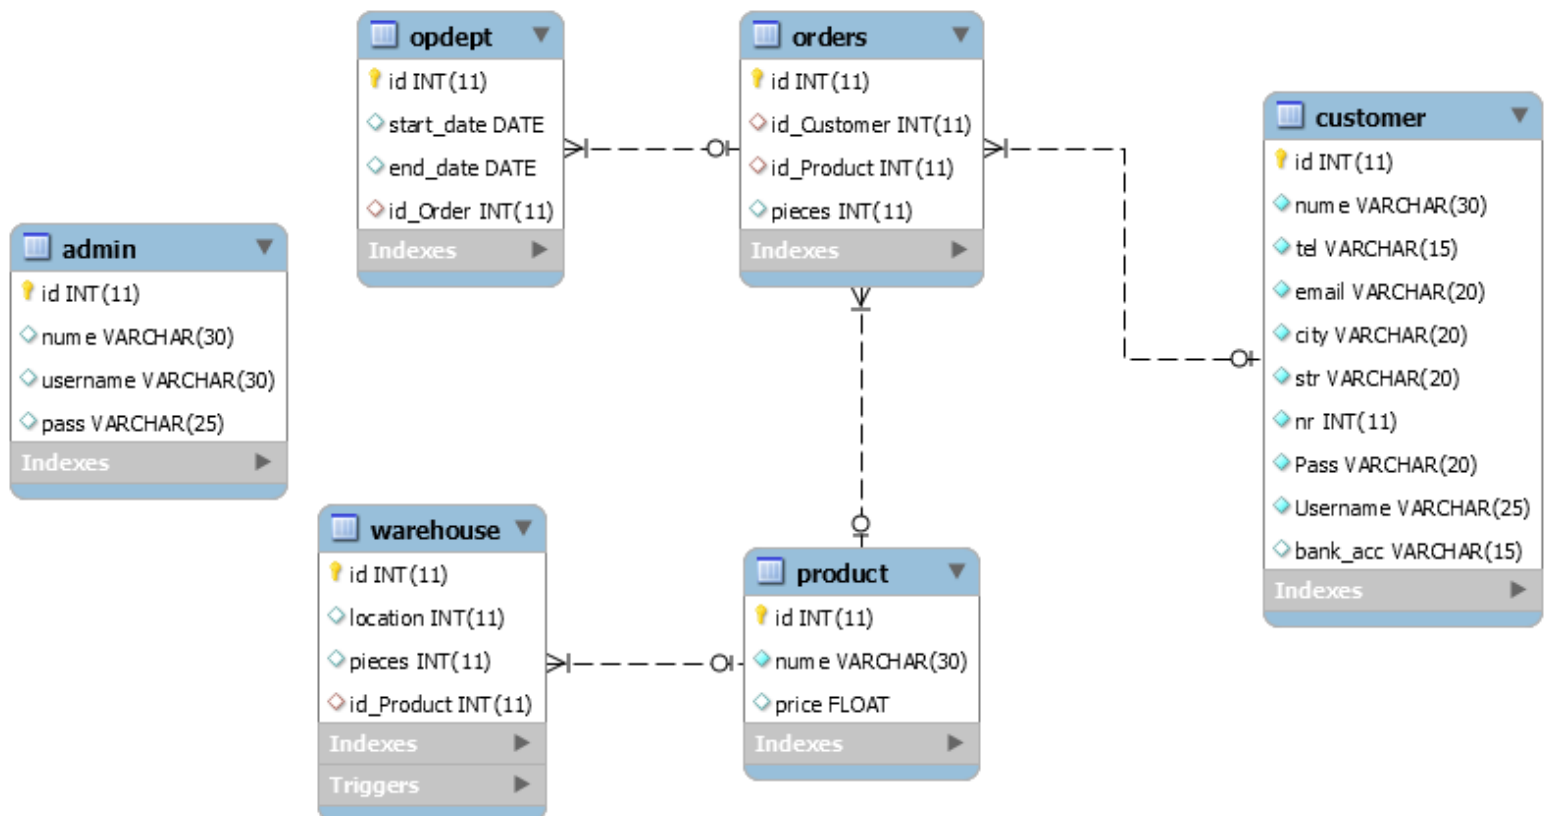 opdept
id INT(11)
start_date DATE
end_date DATE
id_Order INT(11)
Indexes
orders
id INT(11)
id_Customer INT(11)
id_Product INT(11)
pieces INT(11)
Indexes
customer
id INT(11)
nume VARCHAR(30)
tel VARCHAR(15)
email VARCHAR(20)
city VARCHAR(20)
str VARCHAR(20)
nr INT(11)
Pass VARCHAR(20)
Username VARCHAR(25)
bank_acc VARCHAR(15)
Indexes
admin
id INT(11)
nume VARCHAR(30)
username VARCHAR(30)
pass VARCHAR(25)
Indexes
warehouse
id INT(11)
location INT(11)
pieces INT(11)
id_Product INT(11)
Indexes
Triggers
product
id INT(11)
nume VARCHAR(30)
price FLOAT
Indexes